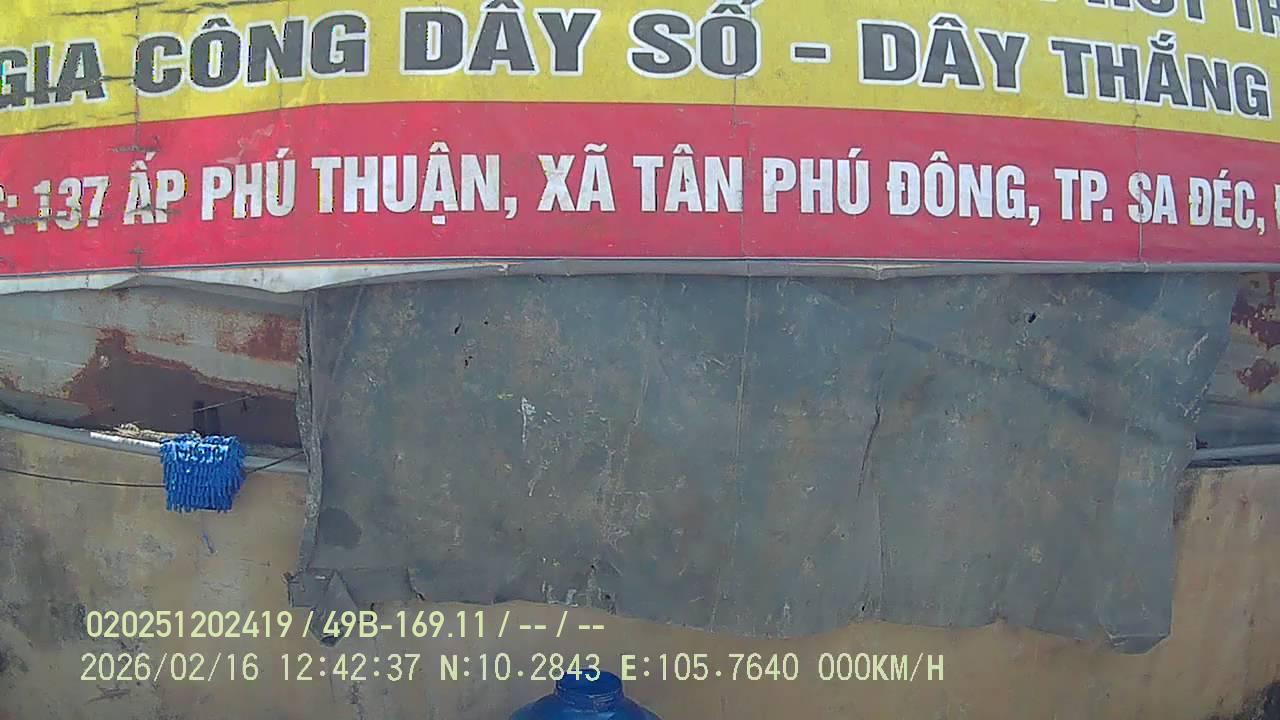 GIA CÔNG DÂY SỐ - DÂY THẮNG
: 137 ẤP PHÚ THUẬN, XÃ TÂN PHÚ ĐÔNG, TP. SA ĐÉC,
020251202419 / 49B-169.11 / -- / --
2026/02/16 12:42:37 N:10.2843 E:105.7640 000KM/H